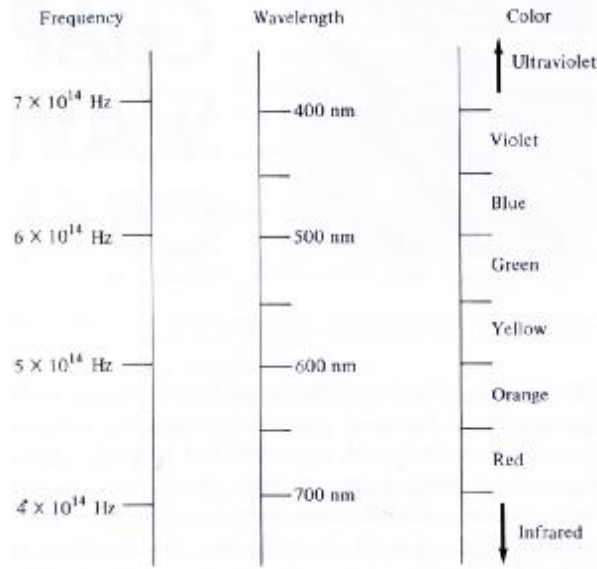 Frequency Wavelength Color
Ultraviolet
7 × 10¹⁴ Hz 400 nm
Violet
Blue
6 × 10¹⁴ Hz 500 nm
Green
Yellow
5 × 10¹⁴ Hz 600 nm
Orange
Red
700 nm
4 × 10¹⁴ Hz
Infrared